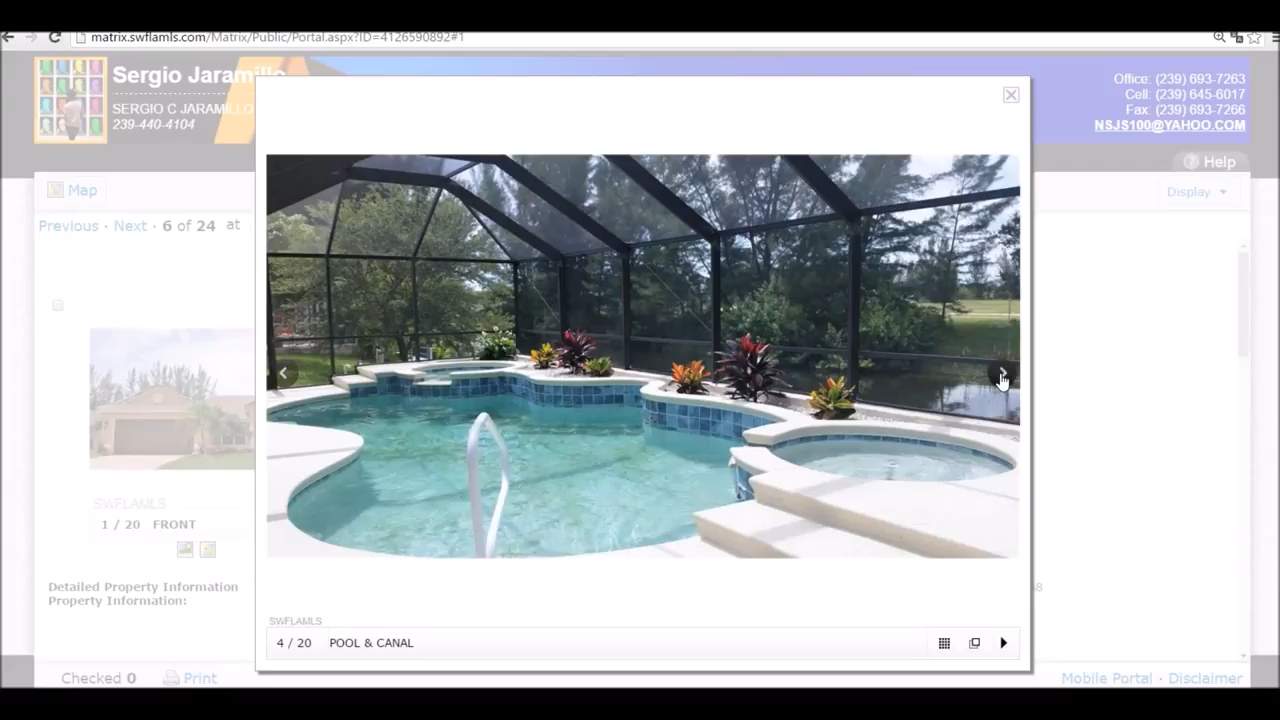 matrix.swflamls.com/Matrix/Public/Portal.aspx?ID=4126590892#1
Sergio Jaramillo
SERGIO C JARAMILLO
239-440-4104
Office: (239) 693-7263
Cell: (239) 645-6017
Fax: (239) 693-7266
NSJS100@YAHOO.COM
Help
Map
Display
Previous · Next · 6 of 24 at
SWFLAMLS
1 / 20 FRONT
Detailed Property Information
Property Information:
SWFLAMLS
4 / 20 POOL & CANAL
Checked 0
Print
Mobile Portal · Disclaimer